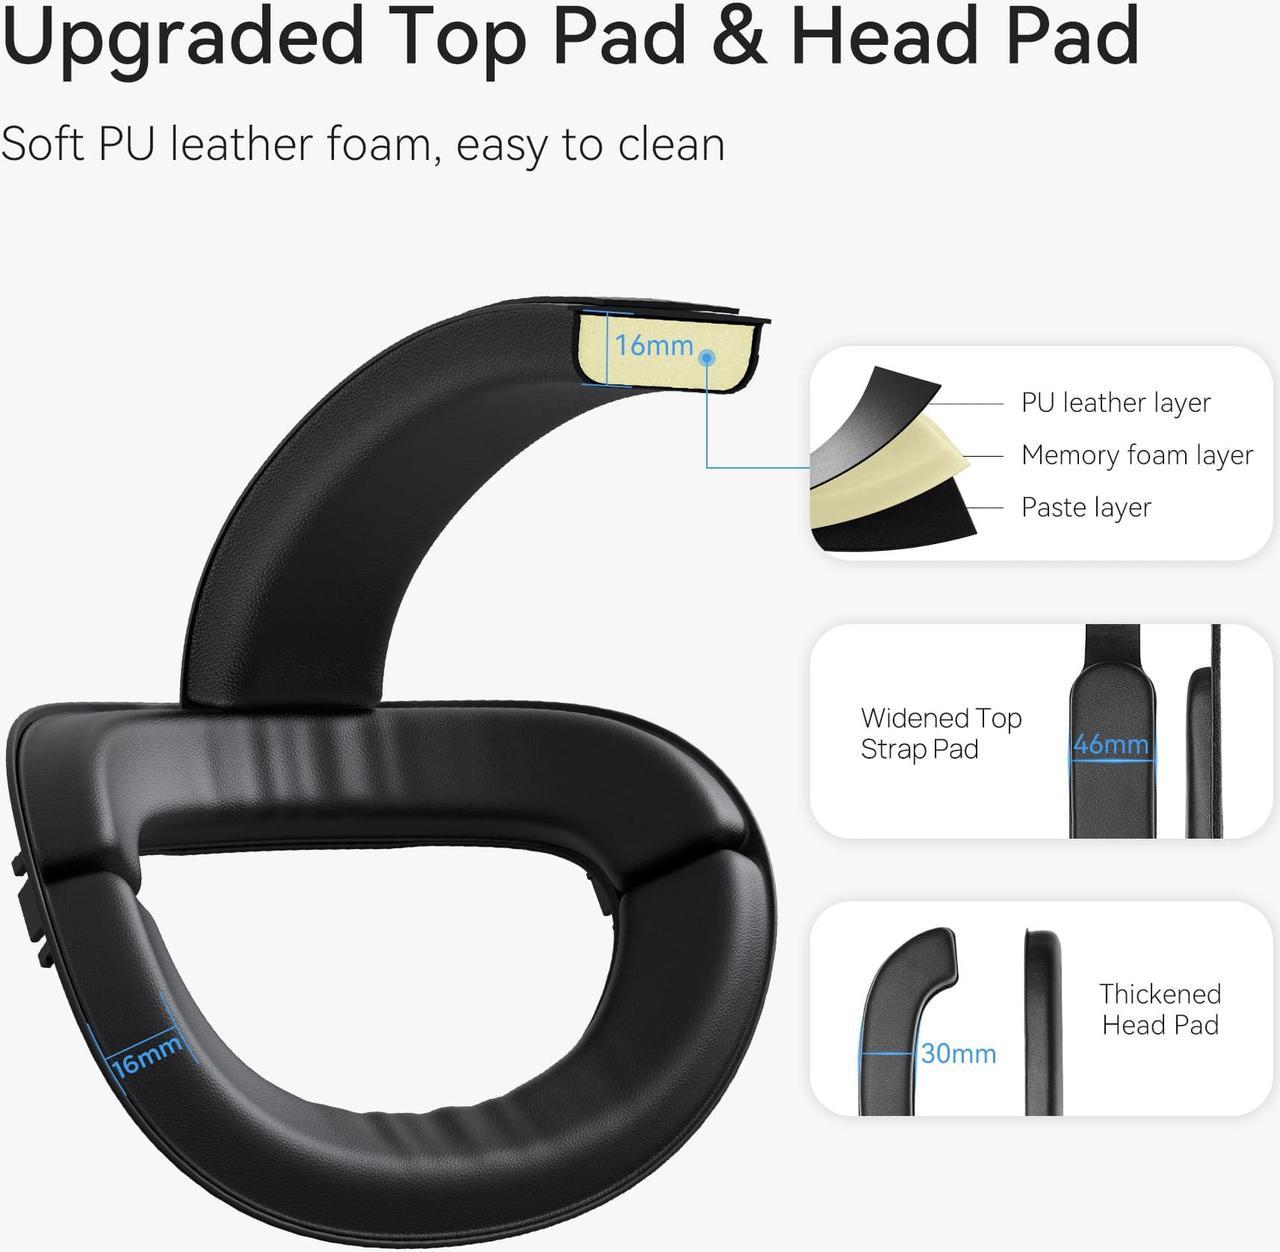 Upgraded Top Pad & Head Pad
Soft PU leather foam, easy to clean
16mm
PU leather layer
Memory foam layer
Paste layer
Widened Top
Strap Pad
46mm
16mm
30mm
Thickened
Head Pad